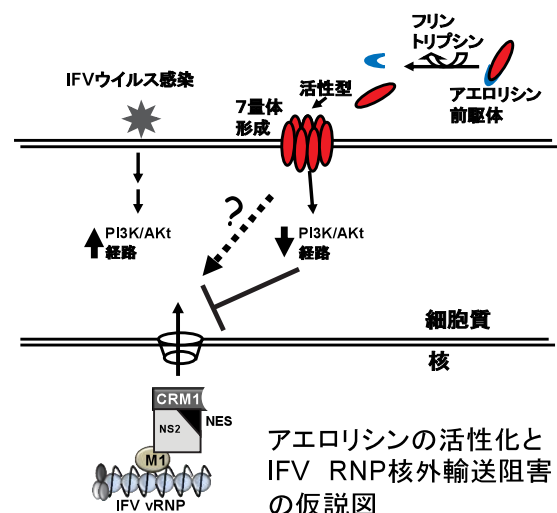 フリン
トリプシン
アエロリシン
前駆体
IFVウイルス感染
活性型
7量体
形成
?
PI3K/AKt
経路
PI3K/AKt
経路
細胞質
核
CRM1
NS2
NES
M1
IFV vRNP
アエロリシンの活性化と
IFV RNP核外輸送阻害
の仮説図